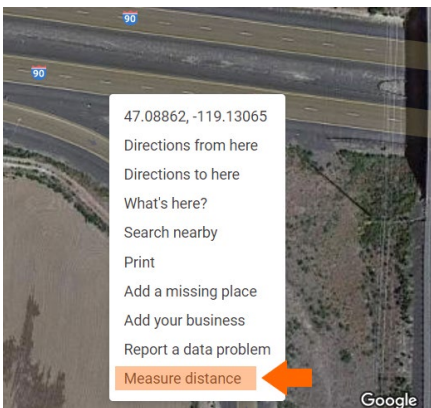 90
90
47.08862, -119.13065
Directions from here
Directions to here
What's here?
Search nearby
Print
Add a missing place
Add your business
Report a data problem
Measure distance
Google